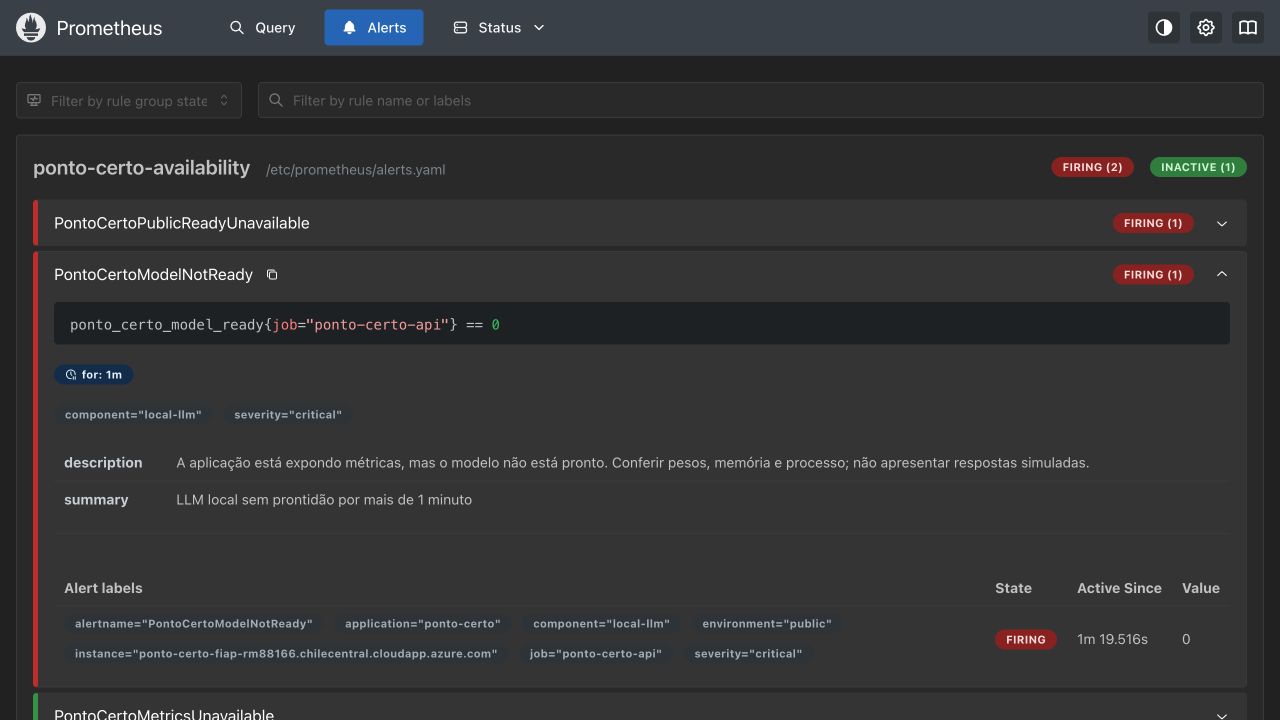 Prometheus Query Alerts Status
Filter by rule group state Filter by rule name or labels
ponto-certo-availability /etc/prometheus/alerts.yaml FIRING (2) INACTIVE (1)
PontoCertoPublicReadyUnavailable FIRING (1)
PontoCertoModelNotReady FIRING (1)
ponto_certo_model_ready{job="ponto-certo-api"} == 0
for: 1m
component="local-llm" severity="critical"
description A aplicação está expondo métricas, mas o modelo não está pronto. Conferir pesos, memória e processo; não apresentar respostas simuladas.
summary LLM local sem prontidão por mais de 1 minuto
Alert labels State Active Since Value
alertname="PontoCertoModelNotReady" application="ponto-certo" component="local-llm" environment="public"
instance="ponto-certo-fiap-rm88166.chilecentral.cloudapp.azure.com" job="ponto-certo-api" severity="critical"
FIRING 1m 19.516s 0
PontoCertoMetricsUnavailable